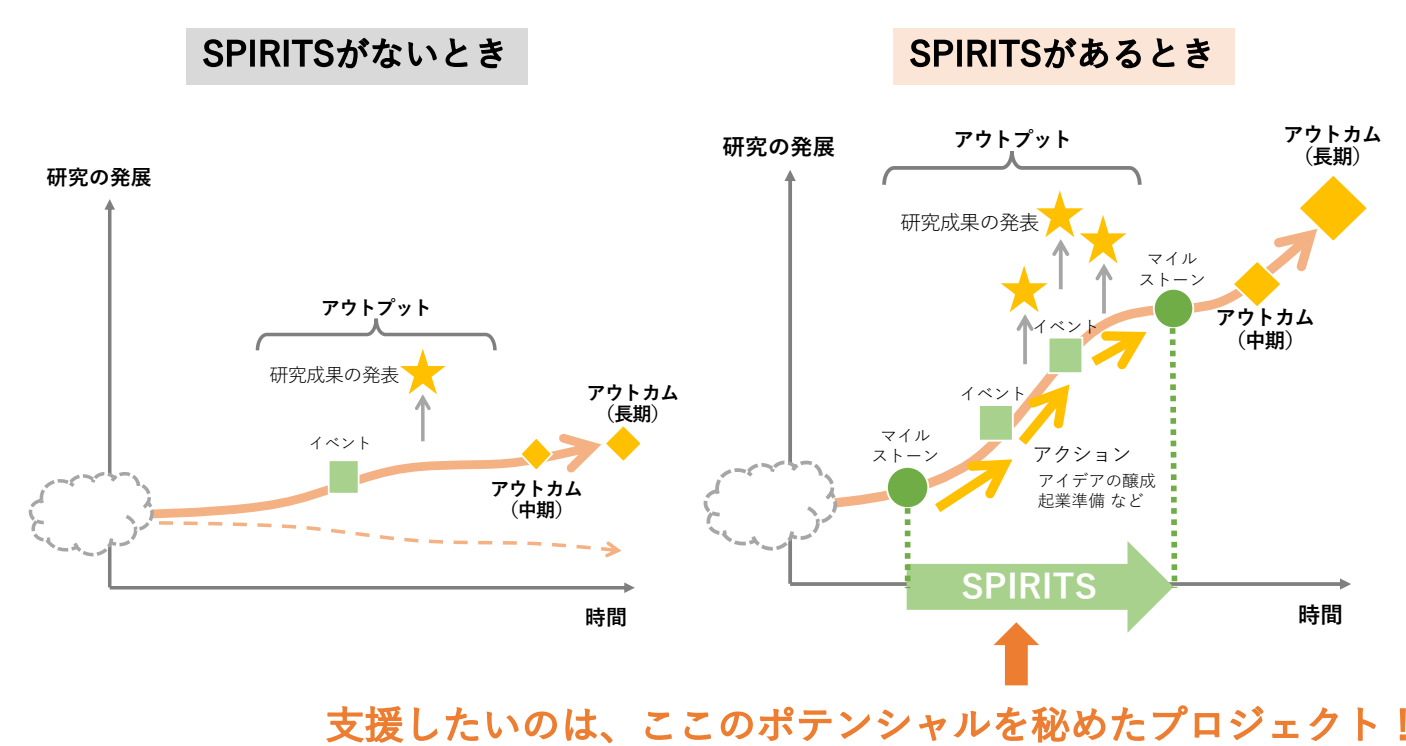 SPIRITSがないとき
研究の発展
アウトプット
研究成果の発表
イベント
アウトカム
（長期）
アウトカム
（中期）
時間
SPIRITSがあるとき
研究の発展
アウトプット
アウトカム
（長期）
研究成果の発表
マイル
ストーン
イベント
アウトカム
（中期）
イベント
マイル
ストーン
アクション
アイデアの醸成
起業準備 など
SPIRITS
時間
支援したいのは、ここのポテンシャルを秘めたプロジェクト！